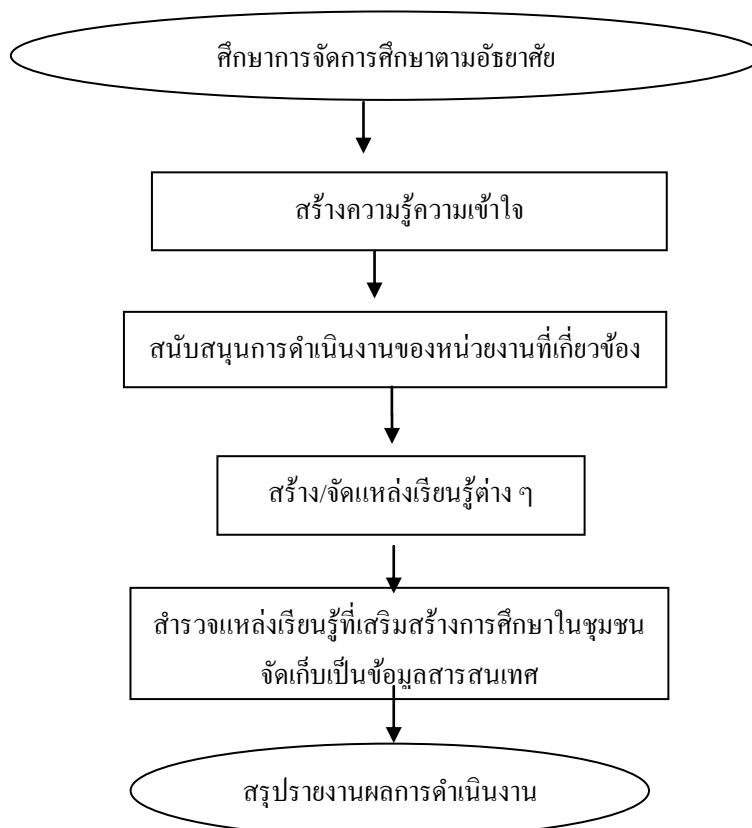 ศึกษาการจัดการศึกษาตามอัธยาศัย
สร้างความรู้ความเข้าใจ
สนับสนุนการดำเนินงานของหน่วยงานที่เกี่ยวข้อง
สร้าง/จัดแหล่งเรียนรู้ต่าง ๆ
สำรวจแหล่งเรียนรู้ที่เสริมสร้างการศึกษาในชุมชน
จัดเก็บเป็นข้อมูลสารสนเทศ
สรุปรายงานผลการดำเนินงาน